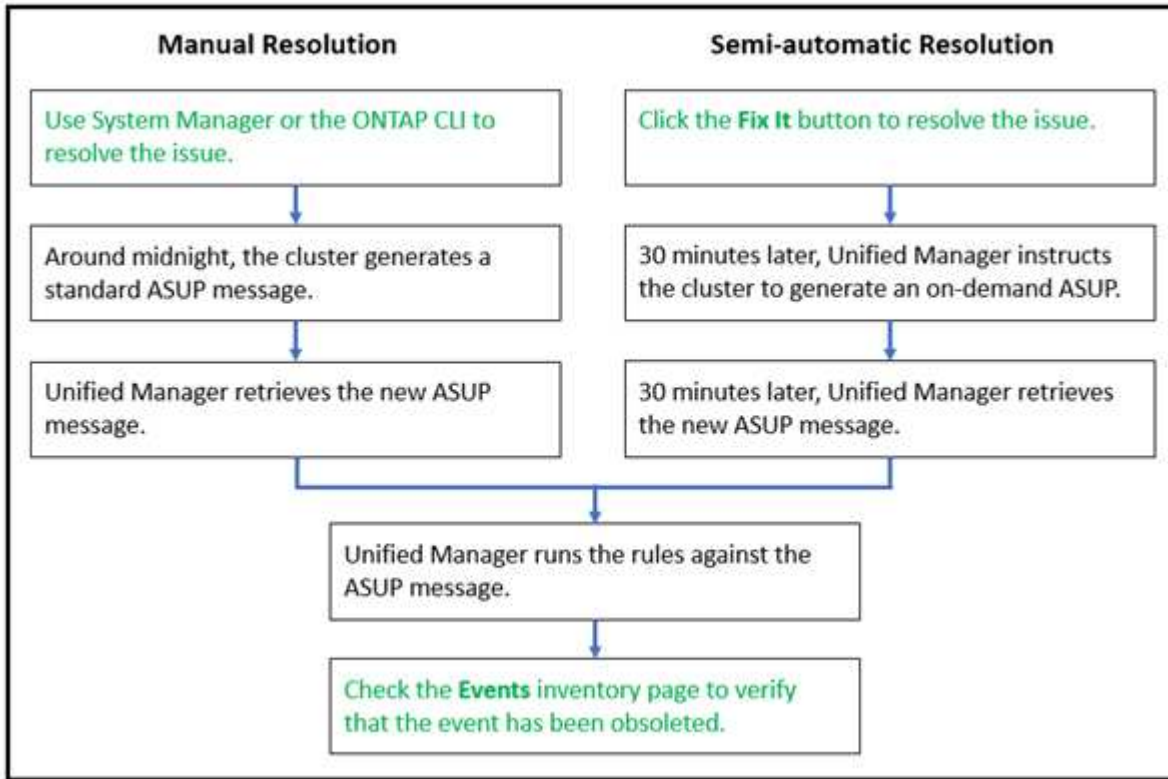 Manual Resolution
Semi-automatic Resolution
Use System Manager or the ONTAP CLI to
resolve the issue.
Click the Fix It button to resolve the issue.
Around midnight, the cluster generates a
standard ASUP message.
30 minutes later, Unified Manager instructs
the cluster to generate an on-demand ASUP.
Unified Manager retrieves the new ASUP
message.
30 minutes later, Unified Manager retrieves
the new ASUP message.
Unified Manager runs the rules against the
ASUP message.
Check the Events inventory page to verify
that the event has been obsoleted.